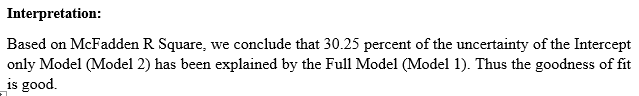 Interpretation:
Based on McFadden R Square, we conclude that 30.25 percent of the uncertainty of the Intercept
only Model (Model 2) has been explained by the Full Model (Model 1). Thus the goodness of fit
is good.